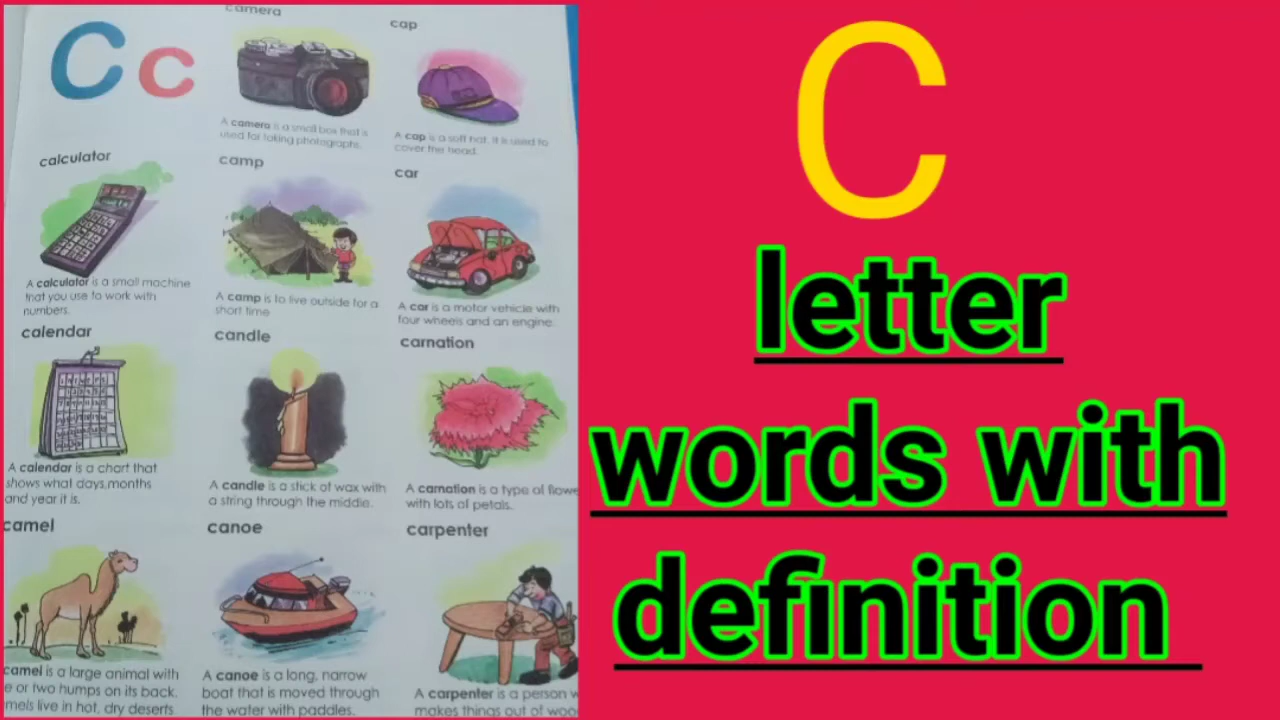 Cc
calculator
A calculator is a small machine
that you use to work with
numbers.
calendar
A calendar is a chart that
shows what days,months
and year it is.
camel
camel is a large animal with
e or two humps on its back.
mels live in hot, dry deserts
camera
A camera is a small box that is
used for taking photographs.
camp
A camp is to live outside for a
short time
candle
A candle is a stick of wax with
a string through the middle.
canoe
A canoe is a long, narrow
boat that is moved through
the water with paddles.
cap
A cap is a soft hat. It is used to
cover the head.
car
A car is a motor vehicle with
four wheels and an engine.
carnation
A carnation is a type of flowe
with lots of petals.
carpenter
A carpenter is a person w
makes things out of woo
C
letter
words with
definition